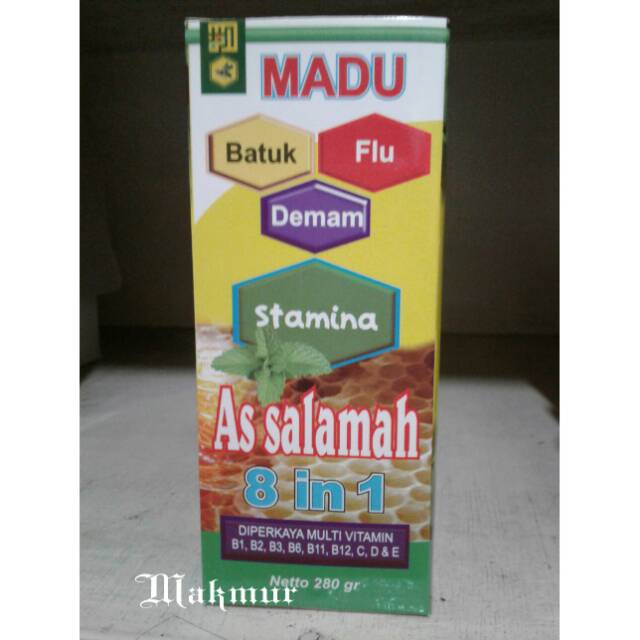 MADU
Batuk
Flu
Demam
Stamina
As salamah
8 in 1
DIPERKAYA MULTI VITAMIN
B1, B2, B3, B6, B11, B12, C, D & E
Netto 280 gr
Makmur